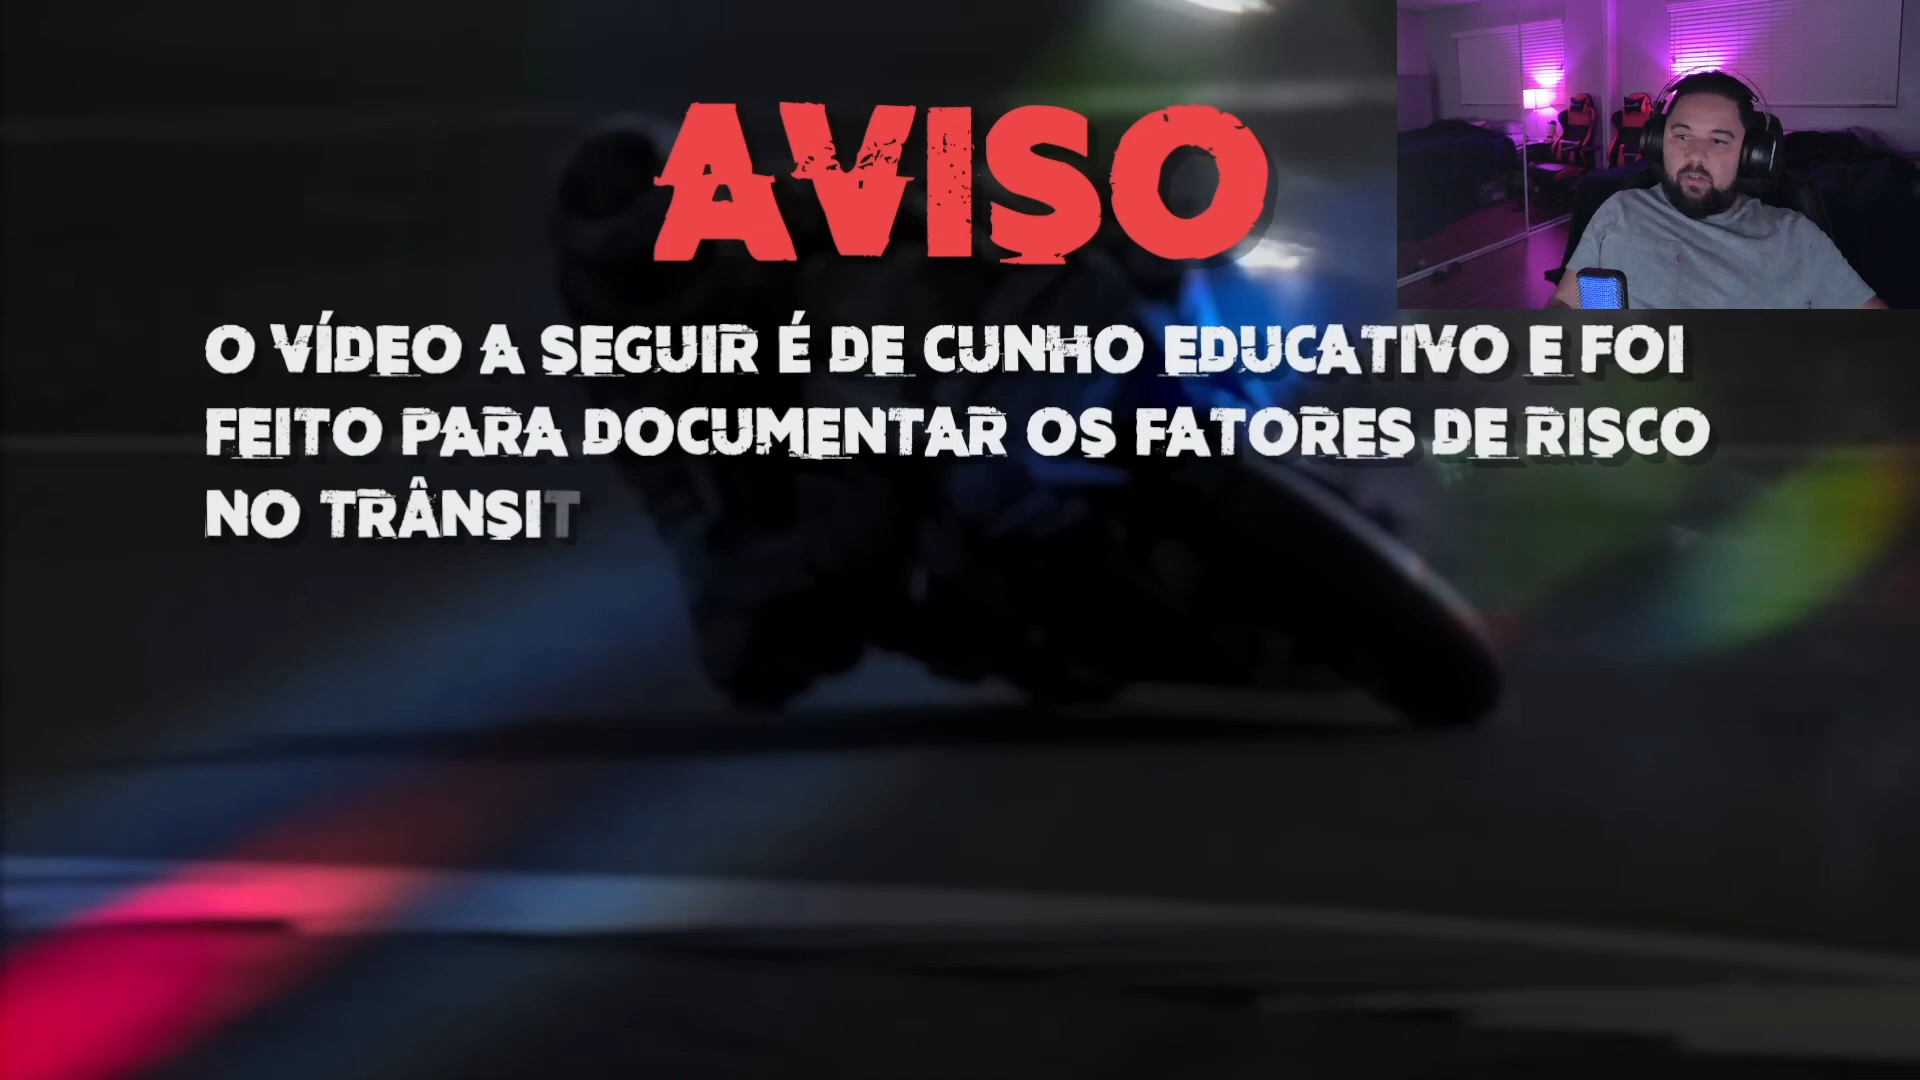 AVISO
O VÍDEO A SEGUIR É DE CUNHO EDUCATIVO E FOI
FEITO PARA DOCUMENTAR OS FATORES DE RISCO
NO TRÂNSIT